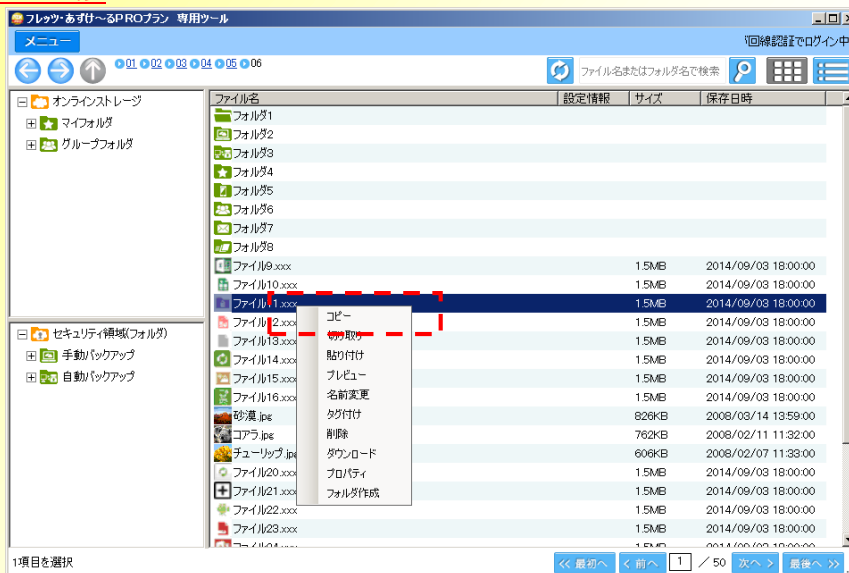 フレッツ・あずけ～るPROプラン 専用ツール
メニュー
回線認証でログイン中
01 02 03 04 05 06
ファイル名またはフォルダ名で検索
オンラインストレージ
マイフォルダ
グループフォルダ
セキュリティ領域(フォルダ)
手動バックアップ
自動バックアップ
ファイル名 設定情報 サイズ 保存日時
フォルダ1
フォルダ2
フォルダ3
フォルダ4
フォルダ5
フォルダ6
フォルダ7
フォルダ8
ファイル9.xxx 1.5MB 2014/09/03 18:00:00
ファイル10.xxx 1.5MB 2014/09/03 18:00:00
ファイル11.xxx 1.5MB 2014/09/03 18:00:00
ファイル12.xxx 1.5MB 2014/09/03 18:00:00
ファイル13.xxx 1.5MB 2014/09/03 18:00:00
ファイル14.xxx 1.5MB 2014/09/03 18:00:00
ファイル15.xxx 1.5MB 2014/09/03 18:00:00
ファイル16.xxx 1.5MB 2014/09/03 18:00:00
砂漠.jpg 826KB 2008/03/14 13:59:00
コアラ.jpg 762KB 2008/02/11 11:32:00
チューリップ.jpg 606KB 2008/02/07 11:33:00
ファイル20.xxx 1.5MB 2014/09/03 18:00:00
ファイル21.xxx 1.5MB 2014/09/03 18:00:00
ファイル22.xxx 1.5MB 2014/09/03 18:00:00
ファイル23.xxx 1.5MB 2014/09/03 18:00:00
コピー
切り取り
貼り付け
プレビュー
名前変更
タグ付け
削除
ダウンロード
プロパティ
フォルダ作成
1項目を選択
<< 最初へ < 前へ 1 / 50 次へ > 最後へ >>